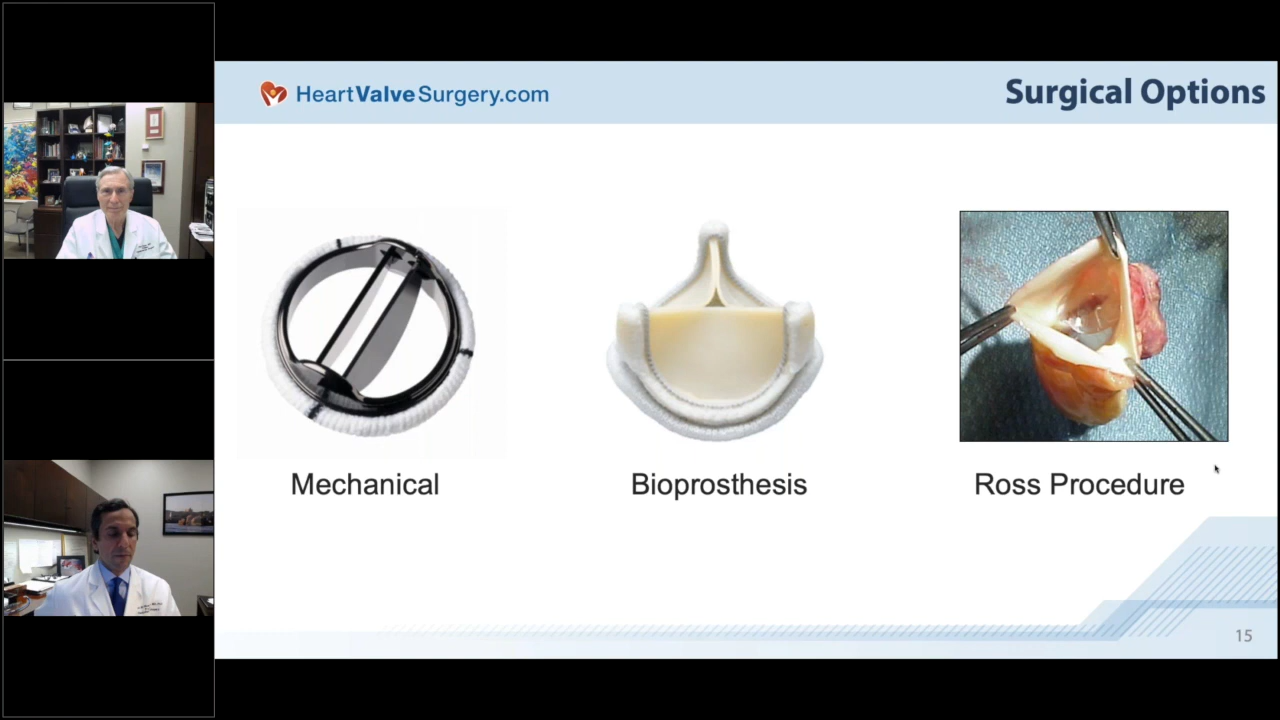 HeartValveSurgery.com
Surgical Options
Mechanical
Bioprosthesis
Ross Procedure
15